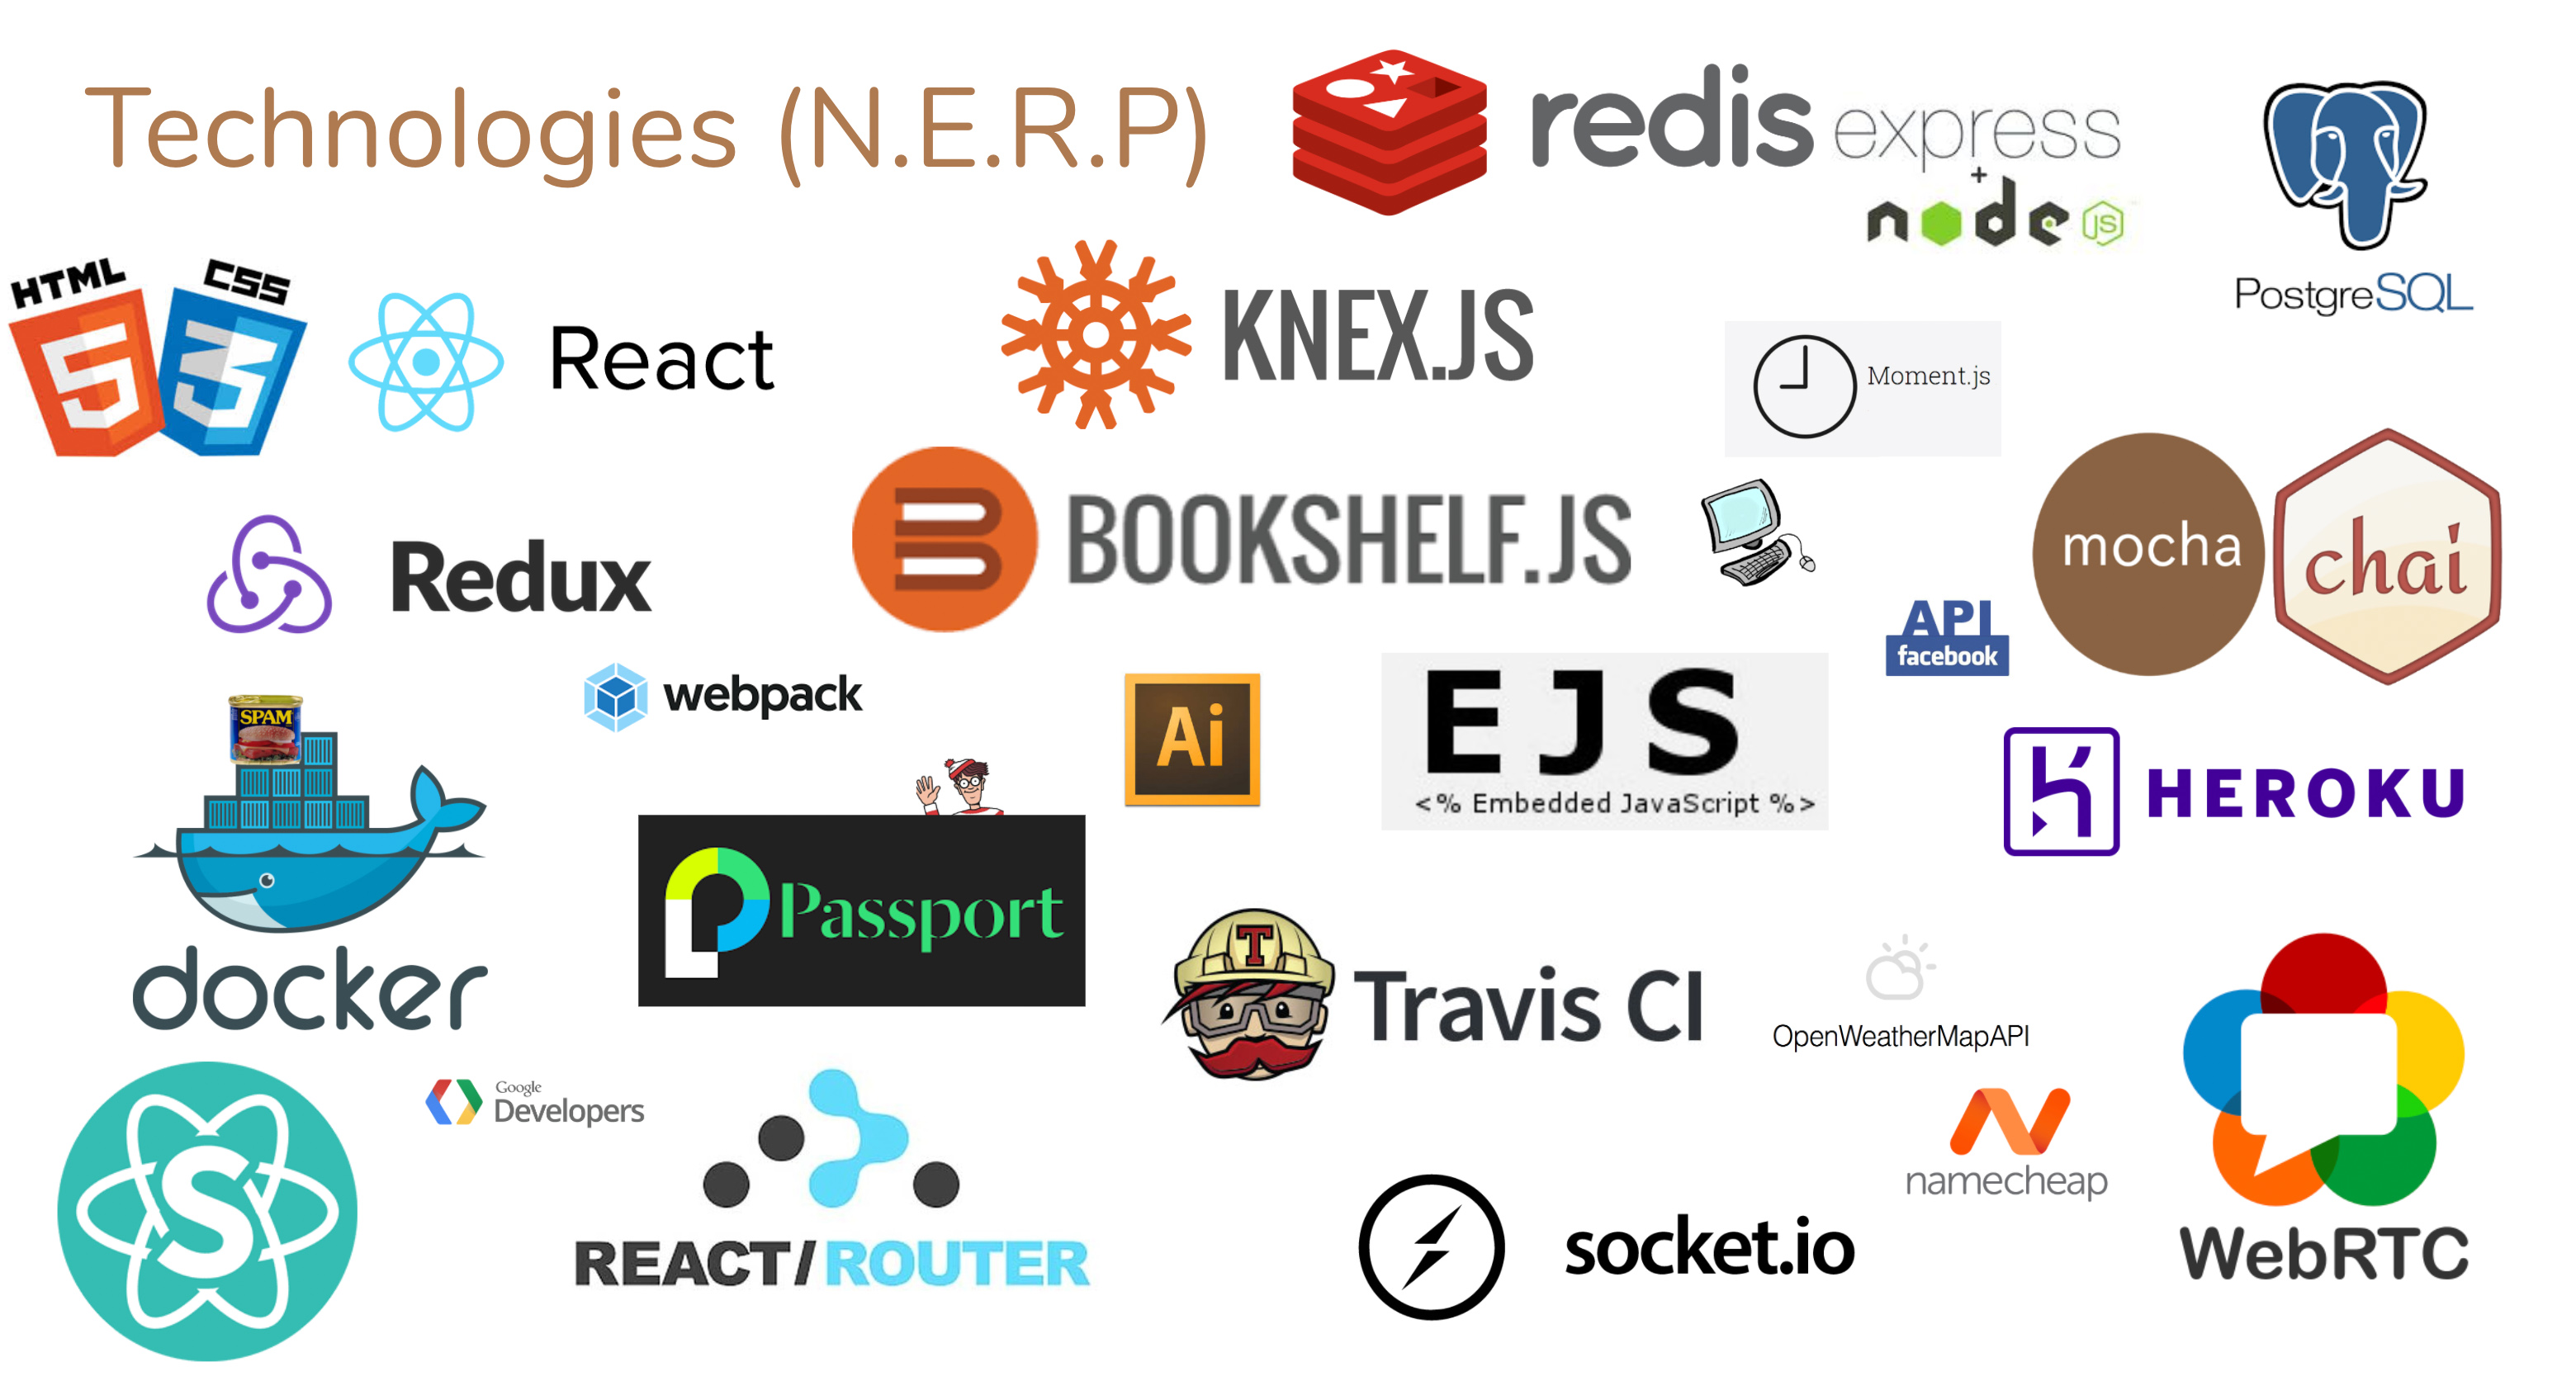 Technologies (N.E.R.P)
redis
express
+
node
JS
PostgreSQL
HTML
5
CSS
3
React
KNEX.JS
Moment.js
Redux
BOOKSHELF.JS
mocha
chai
API
facebook
SPAM
webpack
Ai
EJS
<% Embedded JavaScript %>
HEROKU
docker
Passport
T
Travis CI
OpenWeatherMapAPI
S
Google
Developers
REACT/ROUTER
socket.io
namecheap
WebRTC